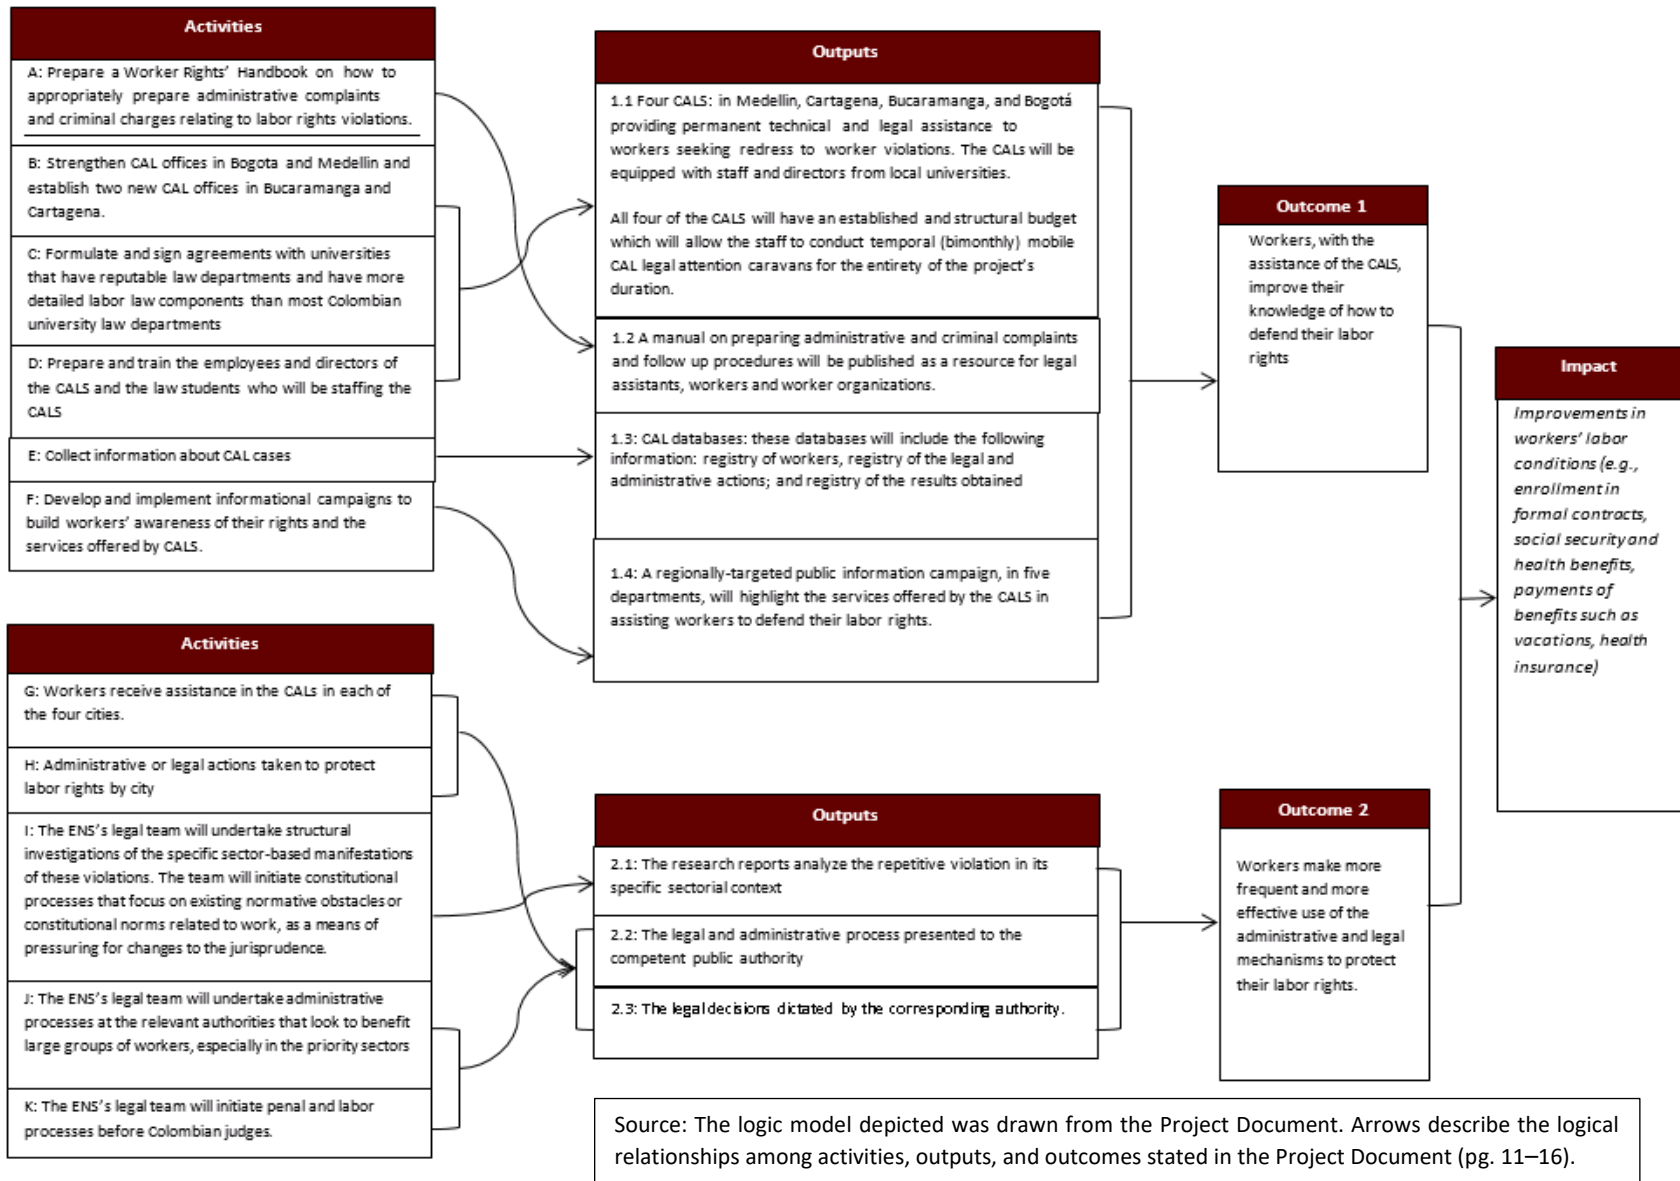 Activities
A: Prepare a Worker Rights’ Handbook on how to
appropriately prepare administrative complaints
and criminal charges relating to labor rights violations.
B: Strengthen CAL offices in Bogota and Medellin and
establish two new CAL offices in Bucaramanga and
Cartagena.
C: Formulate and sign agreements with universities
that have reputable law departments and have more
detailed labor law components than most Colombian
university law departments
D: Prepare and train the employees and directors of
the CALS and the law students who will be staffing the
CALS
E: Collect information about CAL cases
F: Develop and implement informational campaigns to
build workers’ awareness of their rights and the
services offered by CALS.
Activities
G: Workers receive assistance in the CALs in each of
the four cities.
H: Administrative or legal actions taken to protect
labor rights by city
I: The ENS’s legal team will undertake structural
investigations of the specific sector-based manifestations
of these violations. The team will initiate constitutional
processes that focus on existing normative obstacles or
constitutional norms related to work, as a means of
pressuring for changes to the jurisprudence.
J: The ENS’s legal team will undertake administrative
processes at the relevant authorities that look to benefit
large groups of workers, especially in the priority sectors
K: The ENS’s legal team will initiate penal and labor
processes before Colombian judges.
Outputs
1.1 Four CALS: in Medellin, Cartagena, Bucaramanga, and Bogotá
providing permanent technical and legal assistance to
workers seeking redress to worker violations. The CALs will be
equipped with staff and directors from local universities.
All four of the CALS will have an established and structural budget
which will allow the staff to conduct temporal (bimonthly) mobile
CAL legal attention caravans for the entirety of the project’s
duration.
1.2 A manual on preparing administrative and criminal complaints
and follow up procedures will be published as a resource for legal
assistants, workers and worker organizations.
1.3: CAL databases: these databases will include the following
information: registry of workers, registry of the legal and
administrative actions; and registry of the results obtained
1.4: A regionally-targeted public information campaign, in five
departments, will highlight the services offered by the CALS in
assisting workers to defend their labor rights.
Outputs
2.1: The research reports analyze the repetitive violation in its
specific sectorial context
2.2: The legal and administrative process presented to the
competent public authority
2.3: The legal decisions dictated by the corresponding authority.
Outcome 1
Workers, with the
assistance of the CALS,
improve their
knowledge of how to
defend their labor
rights
Outcome 2
Workers make more
frequent and more
effective use of the
administrative and legal
mechanisms to protect
their labor rights.
Impact
Improvements in
workers’ labor
conditions (e.g.,
enrollment in
formal contracts,
social security and
health benefits,
payments of
benefits such as
vacations, health
insurance)
Source: The logic model depicted was drawn from the Project Document. Arrows describe the logical
relationships among activities, outputs, and outcomes stated in the Project Document (pg. 11–16).